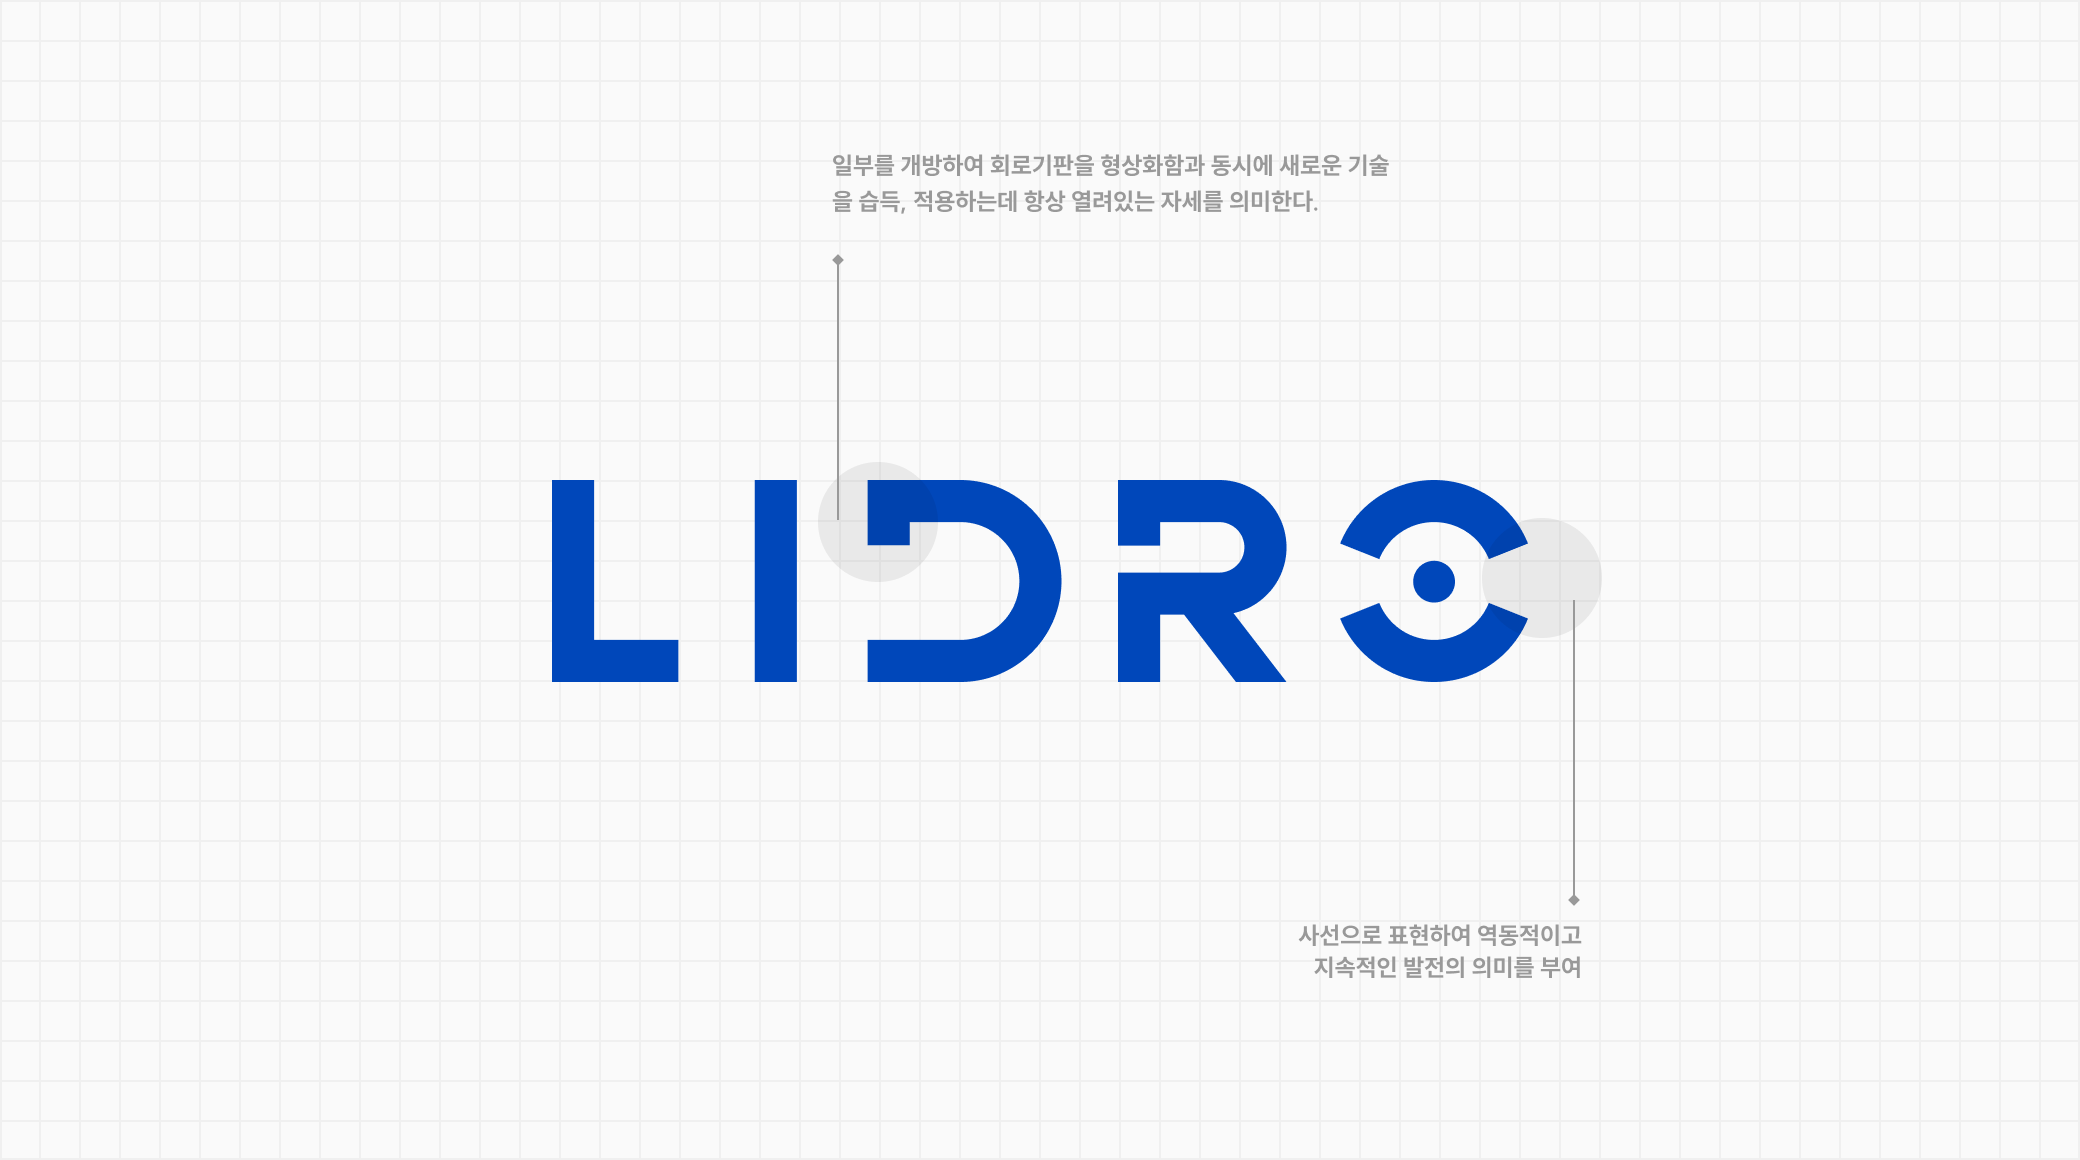 일부를 개방하여 회로기판을 형상화함과 동시에 새로운 기술
을 습득, 적용하는데 항상 열려있는 자세를 의미한다.
LIDRO
사선으로 표현하여 역동적이고
지속적인 발전의 의미를 부여